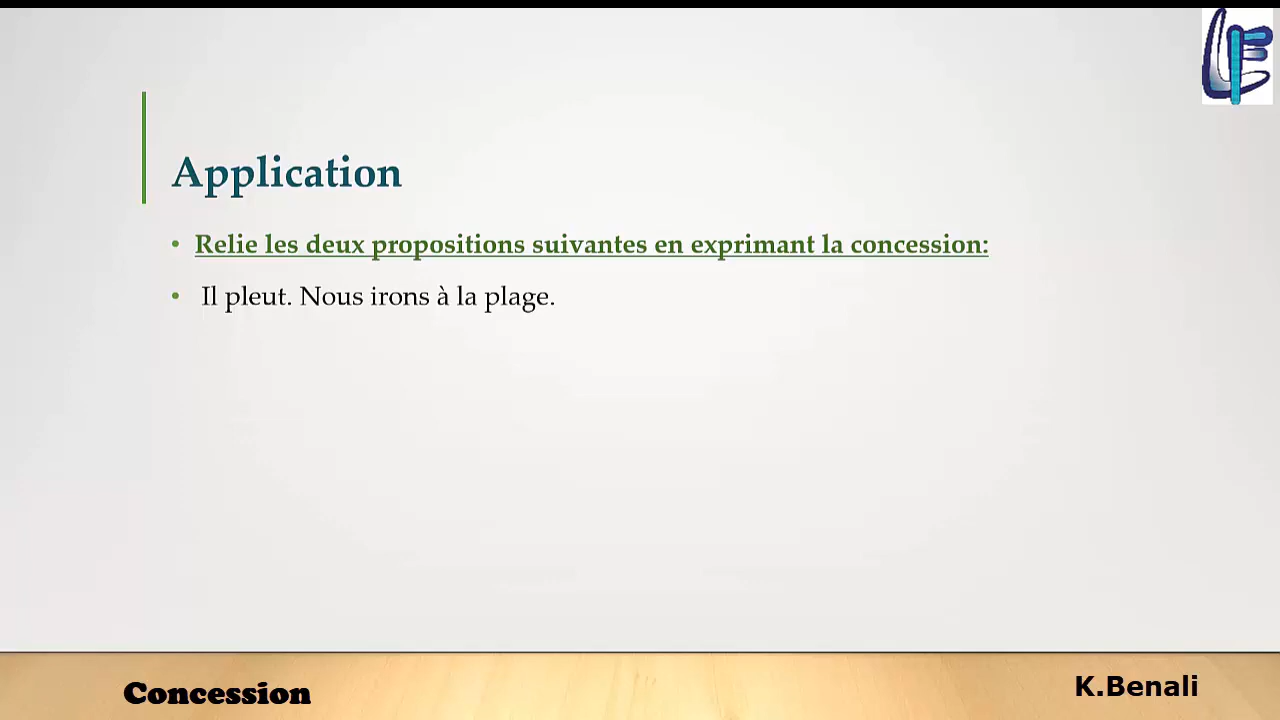 Application
• Relie les deux propositions suivantes en exprimant la concession:
• Il pleut. Nous irons à la plage.
Concession
K.Benali